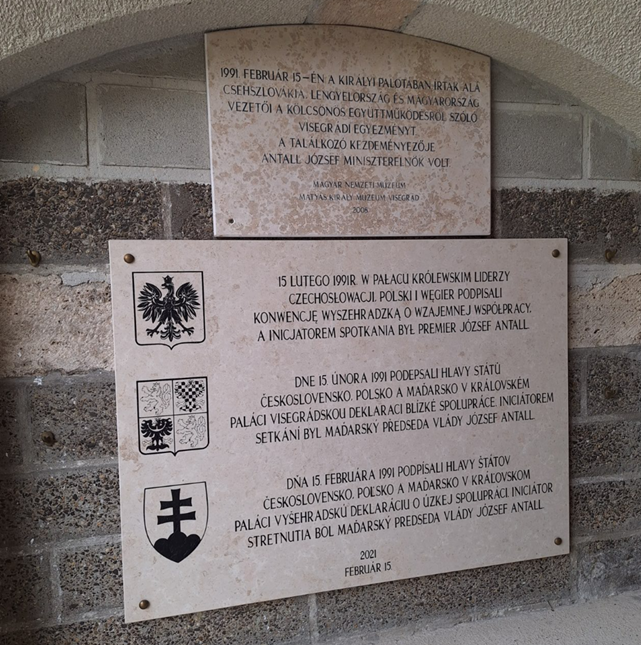 1991. FEBRUÁR 15-ÉN A KIRÁLYI PALOTÁBAN ÍRTÁK ALÁ
CSEHSZLOVÁKIA, LENGYELORSZÁG ÉS MAGYARORSZÁG
VEZETŐI A KÖLCSÖNÖS EGYÜTTMŰKÖDÉSRŐL SZÓLÓ
VISEGRÁDI EGYEZMÉNYT.
A TALÁLKOZÓ KEZDEMÉNYEZŐJE
ANTALL JÓZSEF MINISZTERELNÖK VOLT
MAGYAR NEMZETI MÚZEUM
MÁTYÁS KIRÁLY MÚZEUM VISEGRÁD
2006
15 LUTEGO 1991R. W PAŁACU KRÓLEWSKIM LIDERZY
CZECHOSŁOWACJI, POLSKI I WĘGIER PODPISALI
KONWENCJĘ WYSZEHRADZKĄ O WZAJEMNEJ WSPÓŁPRACY.
A INICJATOREM SPOTKANIA BYŁ PREMIER JÓZSEF ANTALL.
DNE 15. ÚNORA 1991 PODEPSALI HLAVY STÁTŮ
ČESKOSLOVENSKO, POLSKO A MAĎARSKO V KRÁLOVSKÉM
PALÁCI VISEGRÁDSKOU DEKLARACI BLÍZKÉ SPOLUPRÁCE. INICIÁTOREM
SETKÁNÍ BYL MAĎARSKÝ PŘEDSEDA VLÁDY JÓZSEF ANTALL.
DŇA 15. FEBRUÁRA 1991 PODPÍSALI HLAVY ŠTÁTOV
ČESKOSLOVENSKO, POĽSKO A MAĎARSKO V KRÁĽOVSKOM
PALÁCI VYŠEHRADSKÚ DEKLARÁCIU O ÚZKEJ SPOLUPRÁCI INICIÁTOR
STRETNUTIA BOL MAĎARSKÝ PREDSEDA VLÁDY JÓZSEF ANTALL.
2021
FEBRUÁR 15.